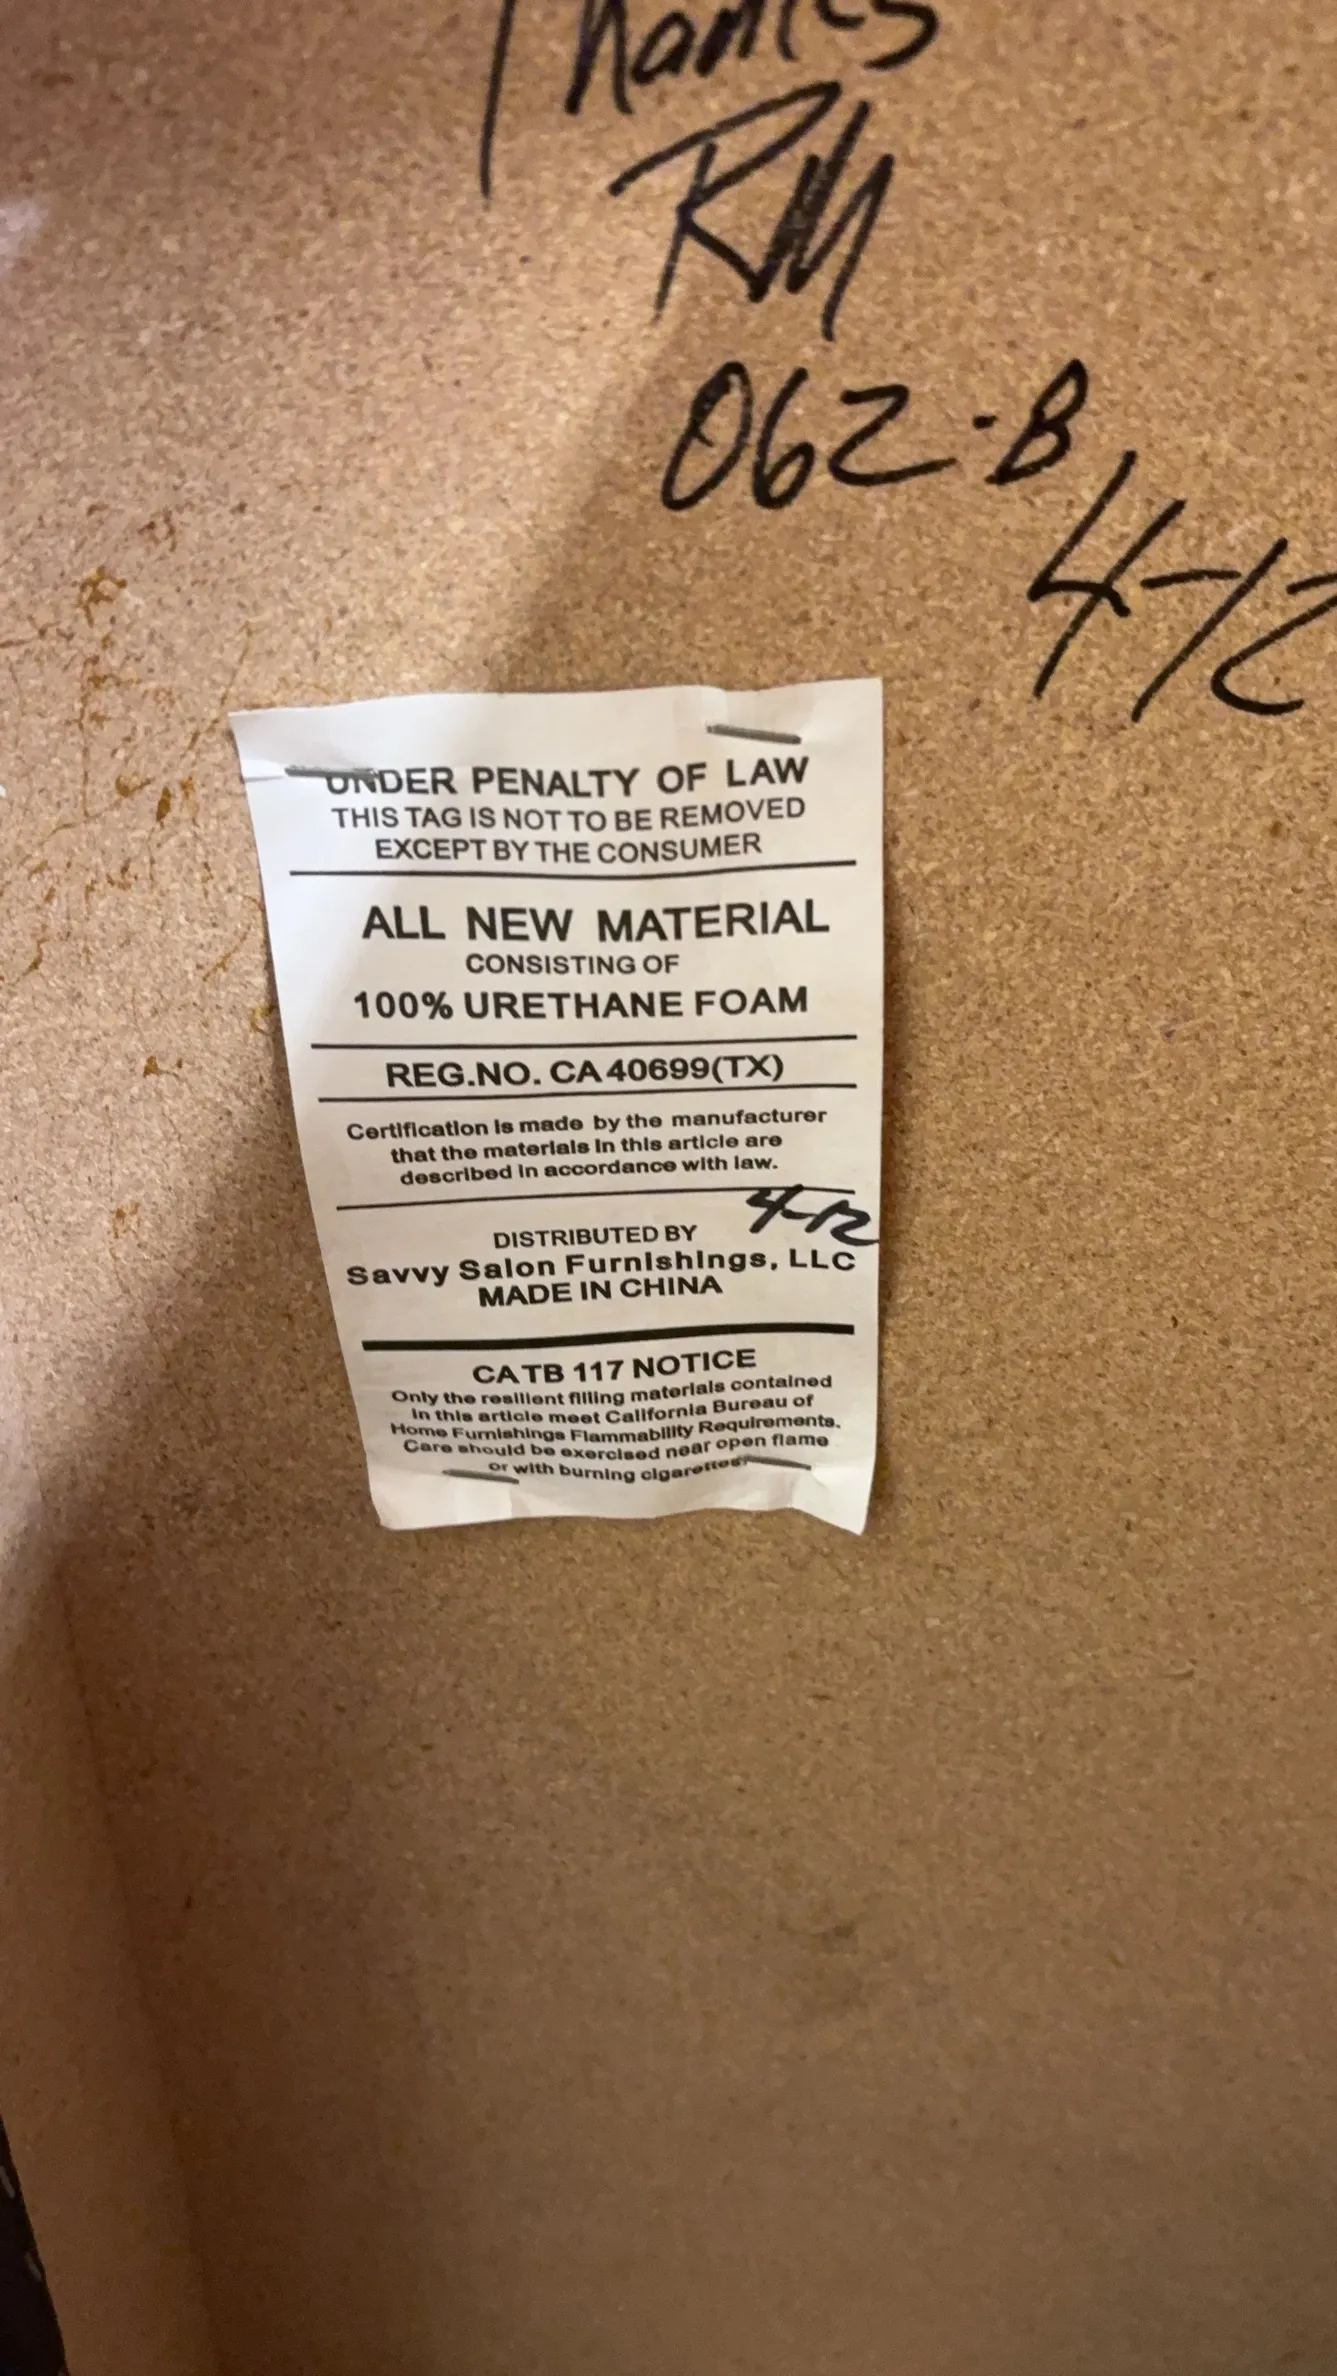 Thanks
RM
062-B
4-12
UNDER PENALTY OF LAW
THIS TAG IS NOT TO BE REMOVED
EXCEPT BY THE CONSUMER
ALL NEW MATERIAL
CONSISTING OF
100% URETHANE FOAM
REG.NO. CA40699(TX)
Certification is made by the manufacturer
that the materials in this article are
described in accordance with law.
4-12
DISTRIBUTED BY
Savvy Salon Furnishings, LLC
MADE IN CHINA
CA TB 117 NOTICE
Only the resilient filling materials contained
in this article meet California Bureau of
Home Furnishings Flammability Requirements.
Care should be exercised near open flame
or with burning cigarettes.